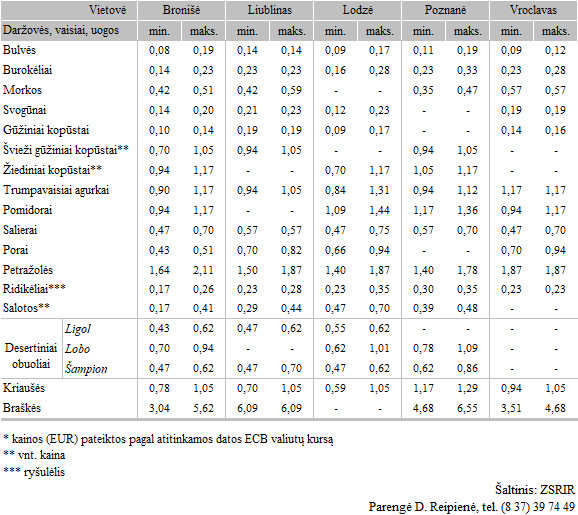 Vietovė Bronišė Liublinas Lodzė Poznanė Vroclavas
Daržovės, vaisiai, uogos min. maks. min. maks. min. maks. min. maks. min. maks.
Bulvės 0,08 0,19 0,14 0,14 0,09 0,17 0,11 0,19 0,09 0,12
Burokėliai 0,14 0,23 0,23 0,23 0,16 0,28 0,23 0,33 0,23 0,28
Morkos 0,42 0,51 0,42 0,59 - - 0,35 0,47 0,57 0,57
Svogūnai 0,14 0,20 0,21 0,23 0,12 0,23 - - 0,19 0,19
Gūžiniai kopūstai 0,10 0,14 0,19 0,19 0,09 0,17 - - 0,14 0,16
Švieži gūžiniai kopūstai** 0,70 1,05 0,94 1,05 - - 0,94 1,05 - -
Žiediniai kopūstai** 0,94 1,17 - - 0,70 1,17 1,05 1,17 - -
Trumpavaisiai agurkai 0,90 1,17 0,94 1,05 0,84 1,31 0,94 1,12 1,17 1,17
Pomidorai 0,94 1,17 - - 1,09 1,44 1,17 1,36 0,94 1,17
Salierai 0,47 0,70 0,57 0,57 0,47 0,75 0,57 0,70 0,47 0,70
Porai 0,43 0,51 0,70 0,82 0,66 0,94 - - 0,70 0,94
Petražolės 1,64 2,11 1,50 1,87 1,40 1,87 1,40 1,78 1,87 1,87
Ridikėliai*** 0,17 0,26 0,23 0,28 0,23 0,35 0,30 0,35 0,23 0,23
Salotos** 0,17 0,41 0,29 0,44 0,47 0,70 0,39 0,48 - -
Desertiniai obuoliai Ligol 0,43 0,62 0,47 0,62 0,55 0,62 - - - -
Lobo 0,70 0,94 - - 0,62 1,01 0,78 1,09 - -
Šampion 0,47 0,62 0,47 0,70 0,47 0,62 0,62 0,86 - -
Kriaušės 0,78 1,05 0,70 1,05 0,59 1,05 1,17 1,29 0,94 1,05
Braškės 3,04 5,62 6,09 6,09 - - 4,68 6,55 3,51 4,68
* kainos (EUR) pateiktos pagal atitinkamos datos ECB valiutų kursą
** vnt. kaina
*** ryšulėlis
Šaltinis: ZSRIR
Parengė D. Reipienė, tel. (8 37) 39 74 49